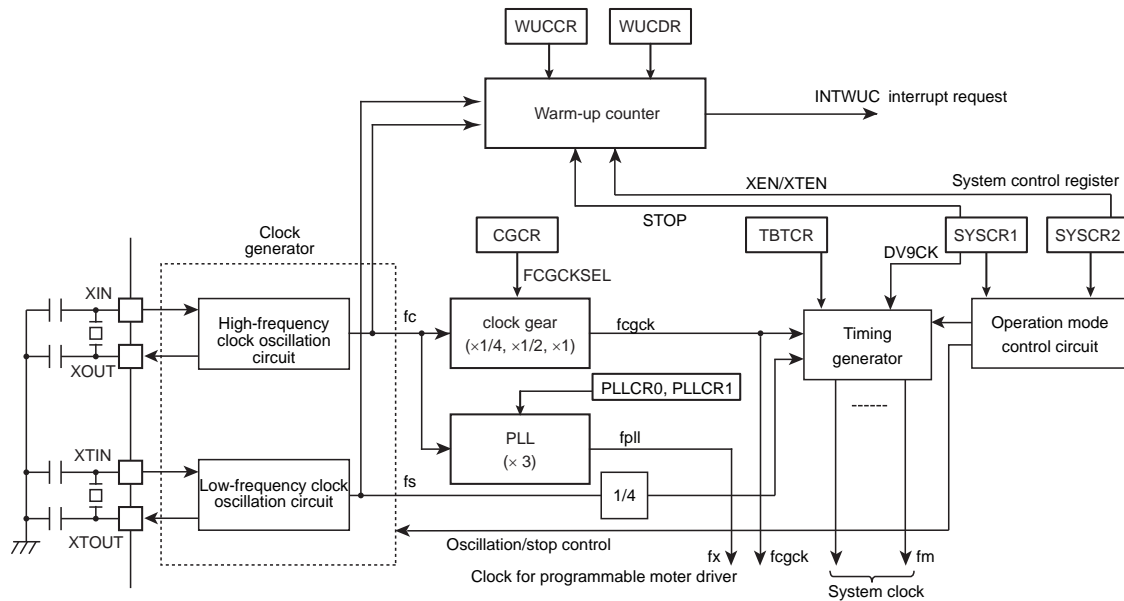 WUCCR
WUCDR
Warm-up counter
INTWUC interrupt request
XEN/XTEN
System control register
STOP
Clock
generator
CGCR
TBTCR
SYSCR1
SYSCR2
FCGCKSEL
DV9CK
XIN
XOUT
High-frequency
clock oscillation
circuit
fc
clock gear
(×1/4, ×1/2, ×1)
fcgck
Timing
generator
Operation mode
control circuit
PLLCR0, PLLCR1
PLL
(× 3)
fpll
XTIN
XTOUT
Low-frequency clock
oscillation circuit
fs
1/4
Oscillation/stop control
fx
fcgck
fm
Clock for programmable moter driver
System clock